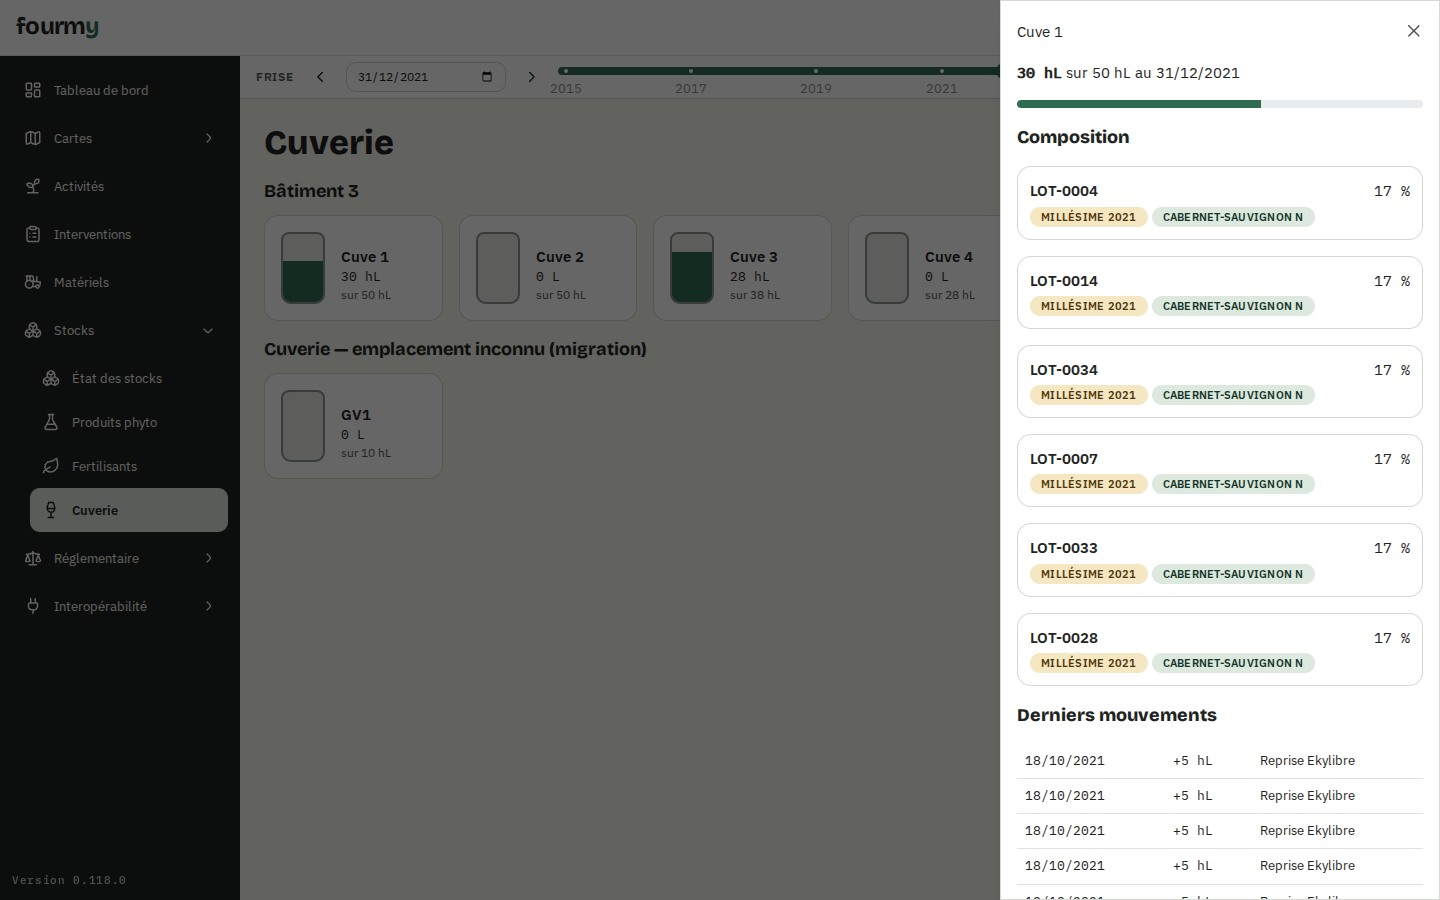 fourmy
Tableau de bord
Cartes
Activités
Interventions
Matériels
Stocks
État des stocks
Produits phyto
Fertilisants
Cuverie
Réglementaire
Interopérabilité
Version 0.118.0
FRISE
31/12/2021
2015
2017
2019
2021
Cuverie
Bâtiment 3
Cuve 1
30 hL
sur 50 hL
Cuve 2
0 L
sur 50 hL
Cuve 3
28 hL
sur 38 hL
Cuve 4
0 L
sur 28 hL
Cuverie — emplacement inconnu (migration)
GV1
0 L
sur 10 hL
Cuve 1
30 hL sur 50 hL au 31/12/2021
Composition
LOT-0004 17 %
MILLÉSIME 2021 CABERNET-SAUVIGNON N
LOT-0014 17 %
MILLÉSIME 2021 CABERNET-SAUVIGNON N
LOT-0034 17 %
MILLÉSIME 2021 CABERNET-SAUVIGNON N
LOT-0007 17 %
MILLÉSIME 2021 CABERNET-SAUVIGNON N
LOT-0033 17 %
MILLÉSIME 2021 CABERNET-SAUVIGNON N
LOT-0028 17 %
MILLÉSIME 2021 CABERNET-SAUVIGNON N
Derniers mouvements
18/10/2021 +5 hL Reprise Ekylibre
18/10/2021 +5 hL Reprise Ekylibre
18/10/2021 +5 hL Reprise Ekylibre
18/10/2021 +5 hL Reprise Ekylibre